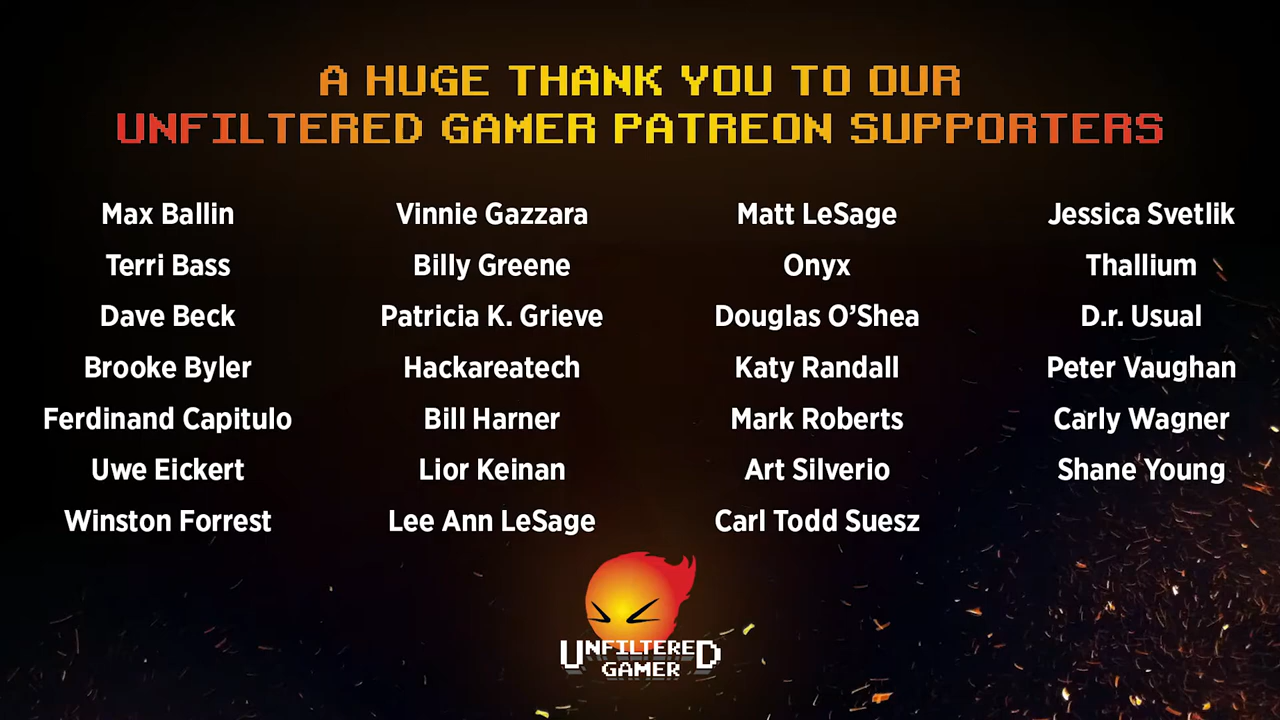 A HUGE THANK YOU TO OUR
UNFILTERED GAMER PATREON SUPPORTERS
Max Ballin
Terri Bass
Dave Beck
Brooke Byler
Ferdinand Capitulo
Uwe Eickert
Winston Forrest
Vinnie Gazzara
Billy Greene
Patricia K. Grieve
Hackareatech
Bill Harner
Lior Keinan
Lee Ann LeSage
Matt LeSage
Onyx
Douglas O’Shea
Katy Randall
Mark Roberts
Art Silverio
Carl Todd Suesz
Jessica Svetlik
Thallium
D.r. Usual
Peter Vaughan
Carly Wagner
Shane Young
UNFILTERED
GAMER